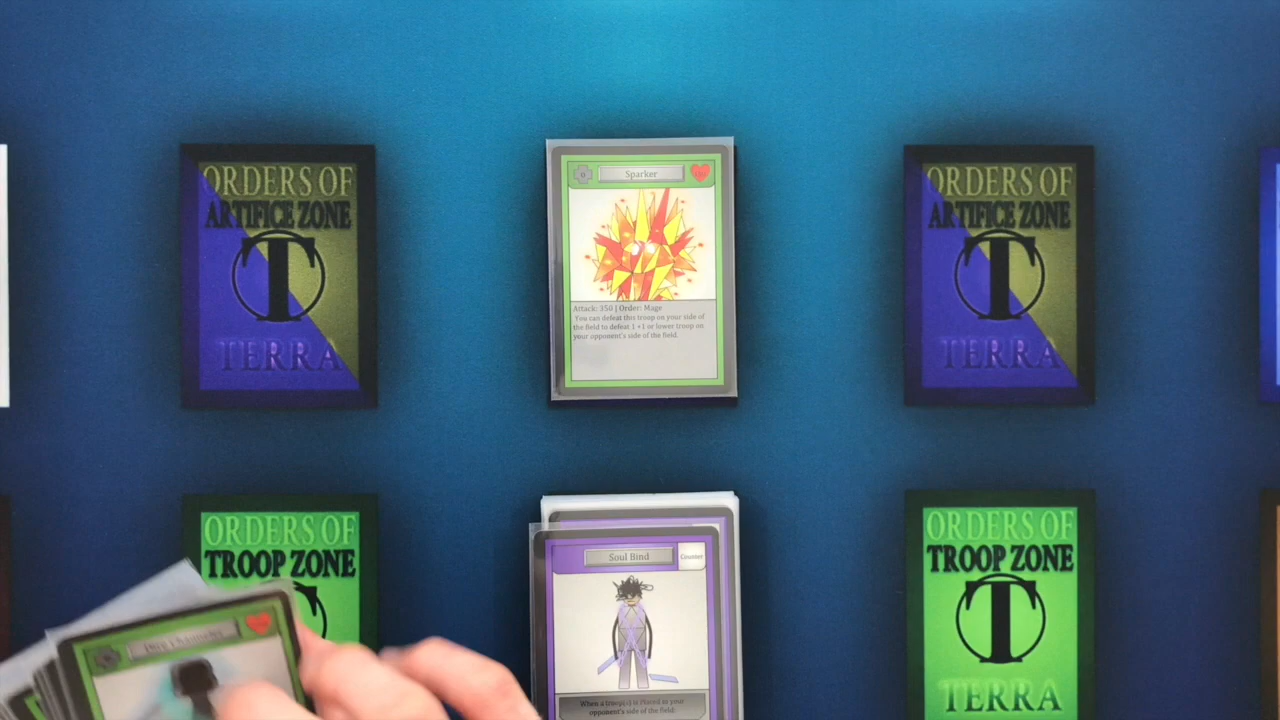 ORDERS OF
ARTIFICE ZONE
T
TERRA
0
Sparker
Attack: 350 | Order: Mage
You can defeat this troop on your side of
the field to defeat 1 +1 or lower troop on
your opponent's side of the field.
ORDERS OF
ARTIFICE ZONE
T
TERRA
ORDERS OF
TROOP ZONE
T
Soul Bind
Counter
When a troop(s) is Placed to your
opponent's side of the field:
ORDERS OF
TROOP ZONE
T
TERRA